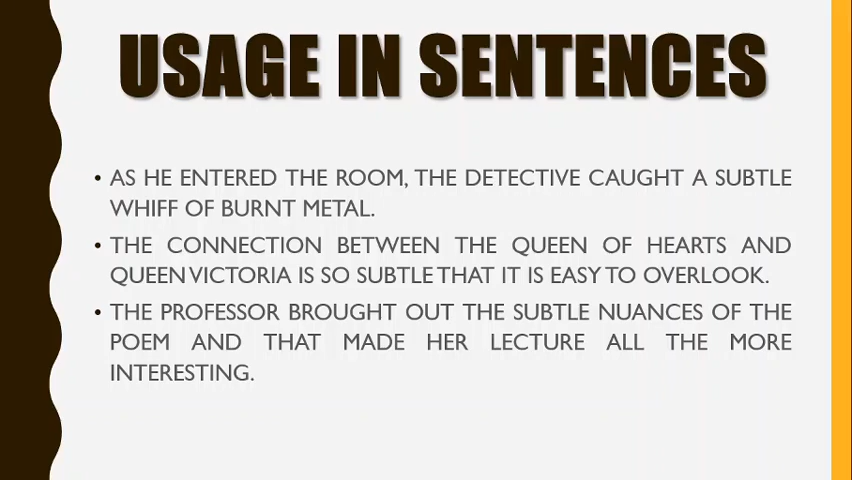 USAGE IN SENTENCES
• AS HE ENTERED THE ROOM, THE DETECTIVE CAUGHT A SUBTLE
WHIFF OF BURNT METAL.
• THE CONNECTION BETWEEN THE QUEEN OF HEARTS AND
QUEEN VICTORIA IS SO SUBTLE THAT IT IS EASY TO OVERLOOK.
• THE PROFESSOR BROUGHT OUT THE SUBTLE NUANCES OF THE
POEM AND THAT MADE HER LECTURE ALL THE MORE
INTERESTING.